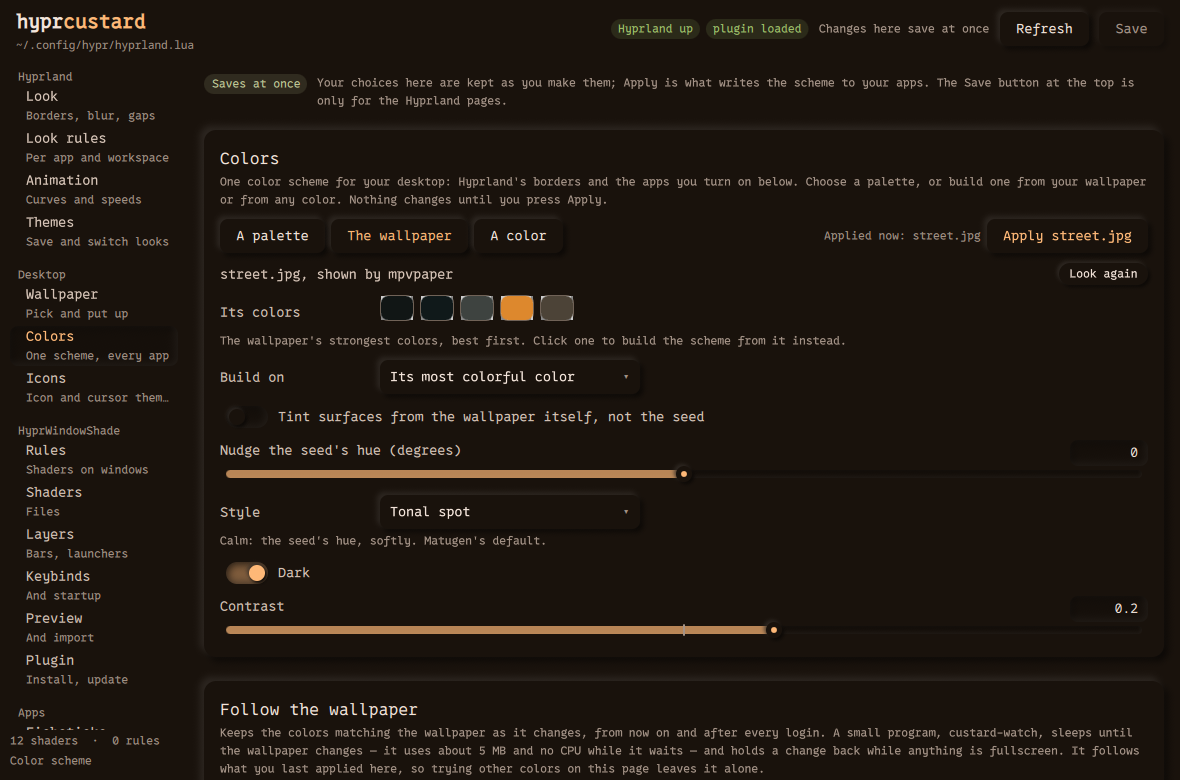 hyprcustard
~/.config/hypr/hyprland.lua
Hyprland up
plugin loaded
Changes here save at once
Refresh
Save
Hyprland
Look
Borders, blur, gaps
Look rules
Per app and workspace
Animation
Curves and speeds
Themes
Save and switch looks
Desktop
Wallpaper
Pick and put up
Colors
One scheme, every app
Icons
Icon and cursor them…
HyprWindowShade
Rules
Shaders on windows
Shaders
Files
Layers
Bars, launchers
Keybinds
And startup
Preview
And import
Plugin
Install, update
Apps
12 shaders · 0 rules
Color scheme
Saves at once
Your choices here are kept as you make them; Apply is what writes the scheme to your apps. The Save button at the top is
only for the Hyprland pages.
Colors
One color scheme for your desktop: Hyprland's borders and the apps you turn on below. Choose a palette, or build one from your wallpaper
or from any color. Nothing changes until you press Apply.
A palette
The wallpaper
A color
Applied now: street.jpg
Apply street.jpg
street.jpg, shown by mpvpaper
Look again
Its colors
The wallpaper's strongest colors, best first. Click one to build the scheme from it instead.
Build on
Its most colorful color
Tint surfaces from the wallpaper itself, not the seed
Nudge the seed's hue (degrees)
0
Style
Tonal spot
Calm: the seed's hue, softly. Matugen's default.
Dark
Contrast
0.2
Follow the wallpaper
Keeps the colors matching the wallpaper as it changes, from now on and after every login. A small program, custard-watch, sleeps until
the wallpaper changes — it uses about 5 MB and no CPU while it waits — and holds a change back while anything is fullscreen. It follows
what you last applied here, so trying other colors on this page leaves it alone.